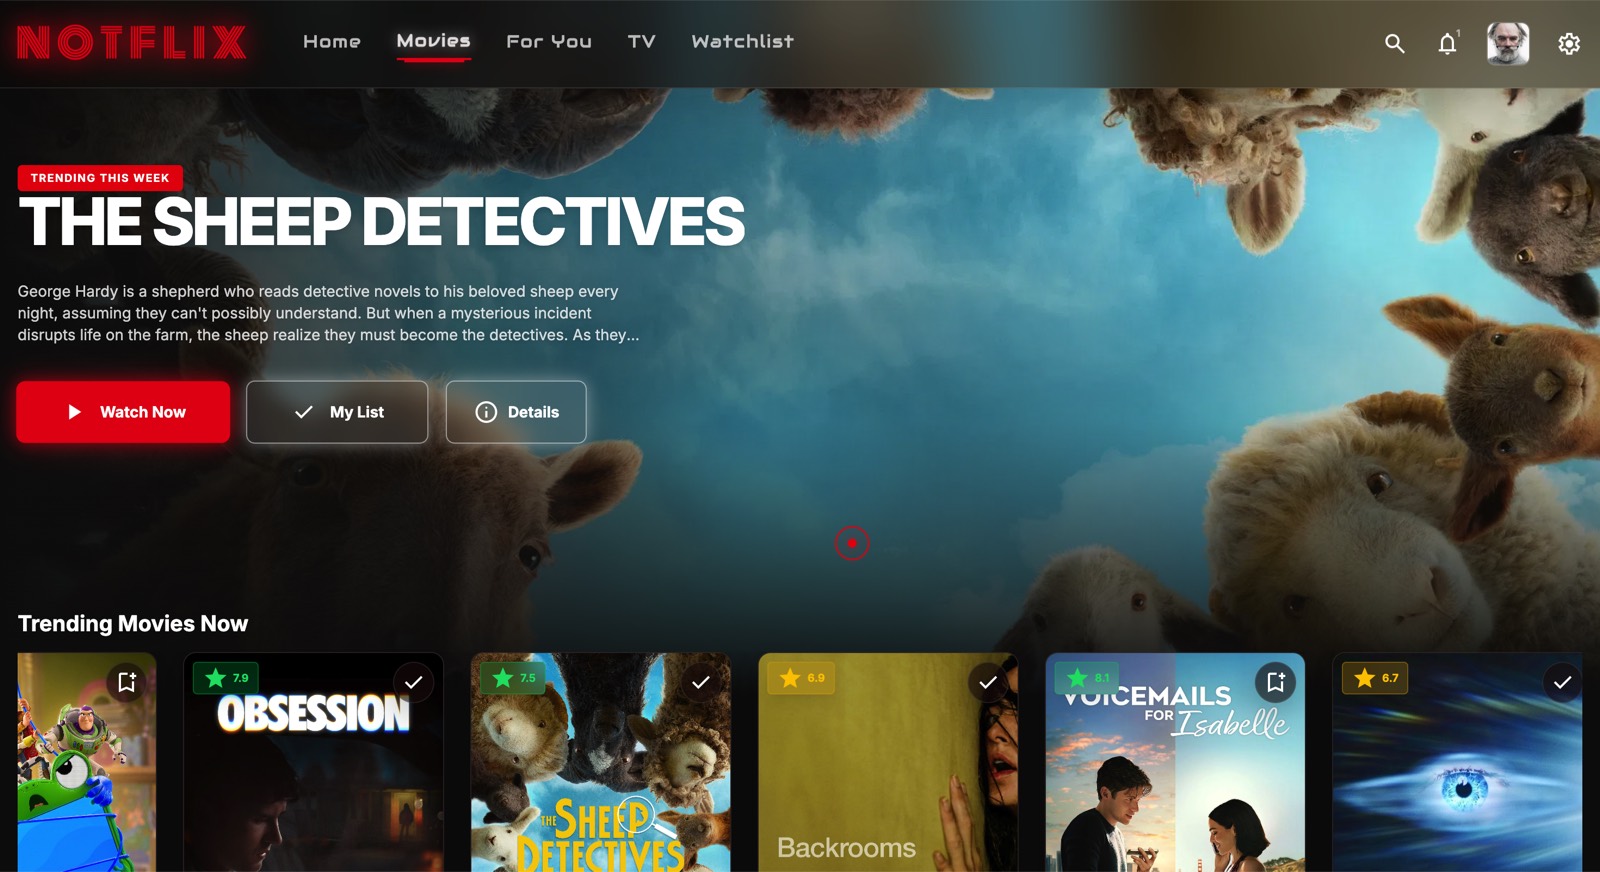 NOTFLIX
Home
Movies
For You
TV
Watchlist
1
TRENDING THIS WEEK
THE SHEEP DETECTIVES
George Hardy is a shepherd who reads detective novels to his beloved sheep every
night, assuming they can't possibly understand. But when a mysterious incident
disrupts life on the farm, the sheep realize they must become the detectives. As they...
Watch Now
My List
Details
Trending Movies Now
7.9
OBSESSION
7.5
THE SHEEP
DETECTIVES
6.9
Backrooms
8.1
VOICEMAILS
FOR Isabelle
6.7